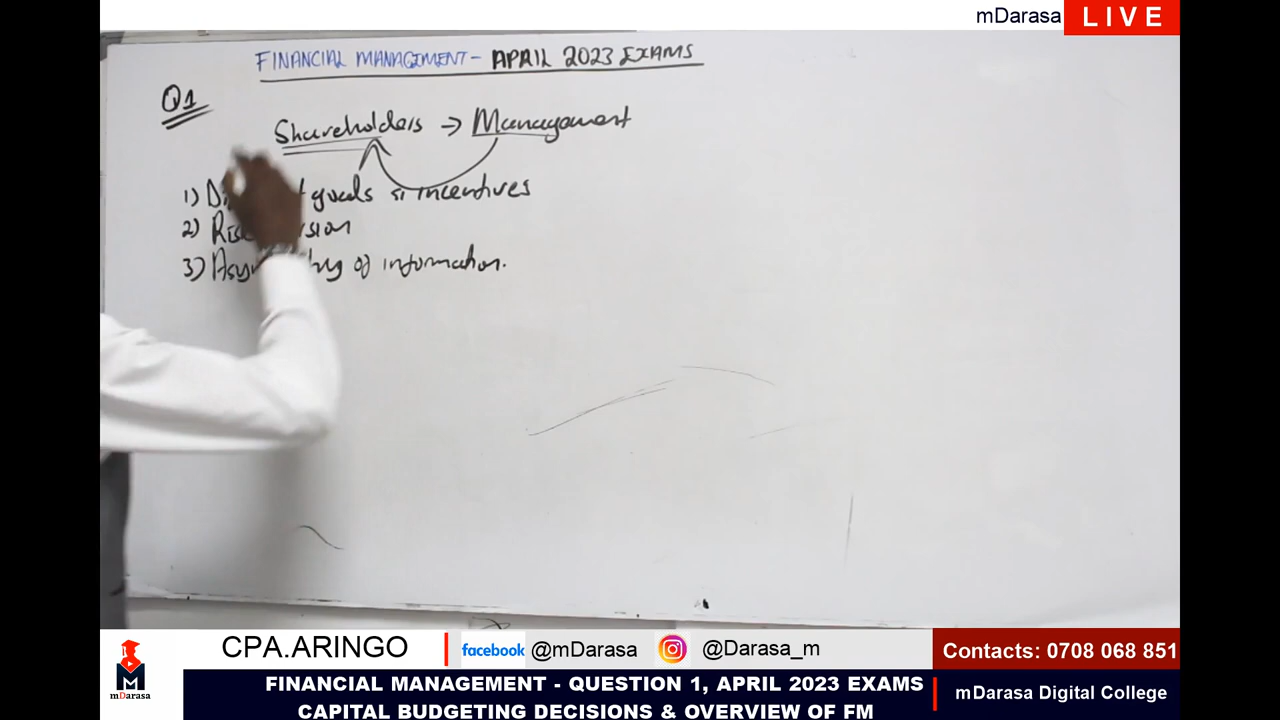 mDarasa LIVE
FINANCIAL MANAGEMENT - APRIL 2023 EXAMS
Q1
Shareholders → Management
1) goals & incentives
2)
3) of information.
CPA.ARINGO facebook @mDarasa @Darasa_m Contacts: 0708 068 851
mDarasa
FINANCIAL MANAGEMENT - QUESTION 1, APRIL 2023 EXAMS
CAPITAL BUDGETING DECISIONS & OVERVIEW OF FM
mDarasa Digital College